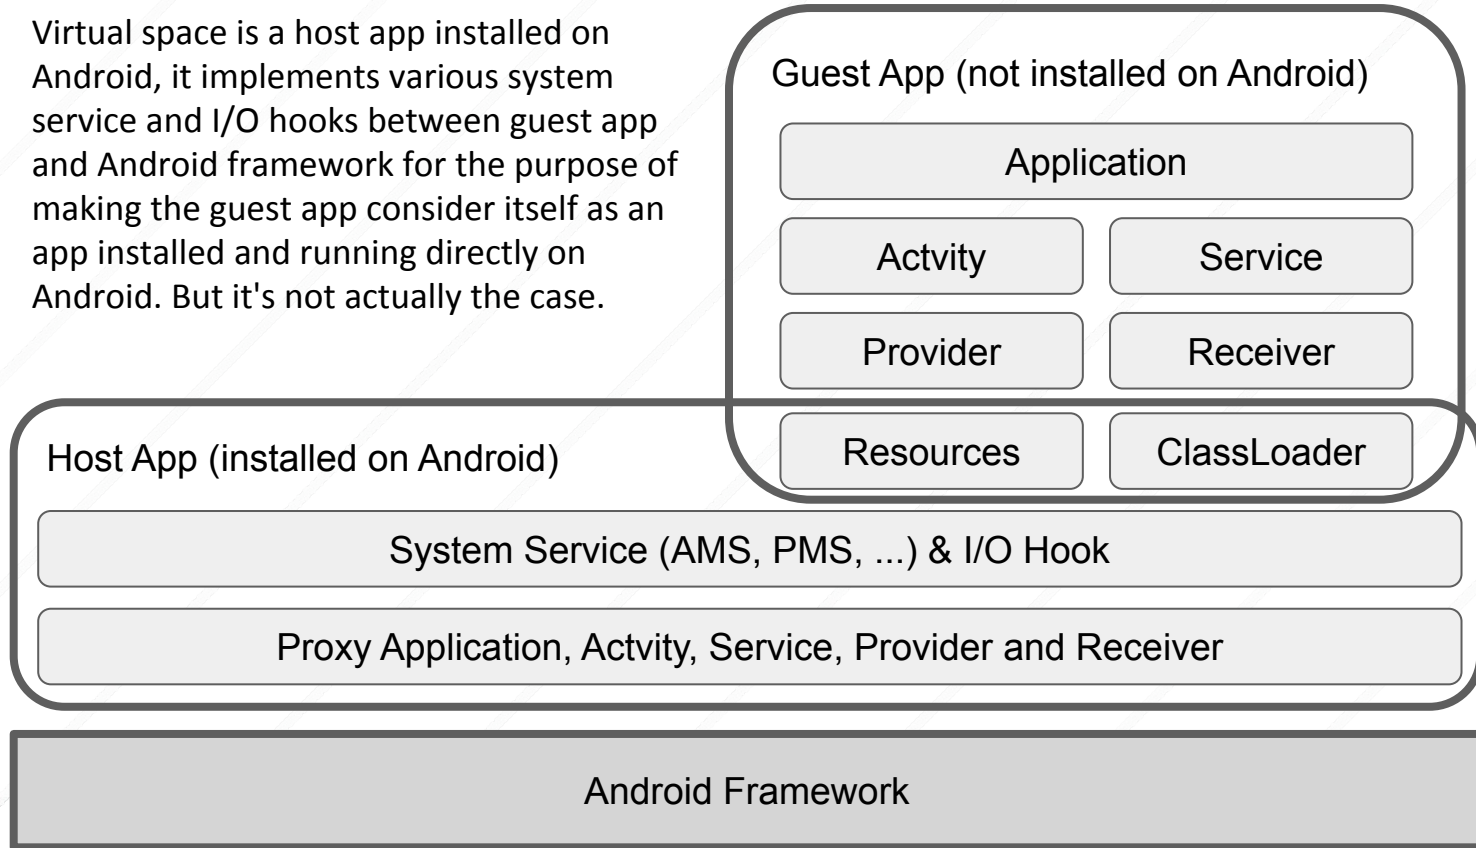 Virtual space is a host app installed on
Android, it implements various system
service and I/O hooks between guest app
and Android framework for the purpose of
making the guest app consider itself as an
app installed and running directly on
Android. But it's not actually the case.
Guest App (not installed on Android)
Application
Actvity
Service
Provider
Receiver
Resources
ClassLoader
Host App (installed on Android)
System Service (AMS, PMS, ...) & I/O Hook
Proxy Application, Actvity, Service, Provider and Receiver
Android Framework